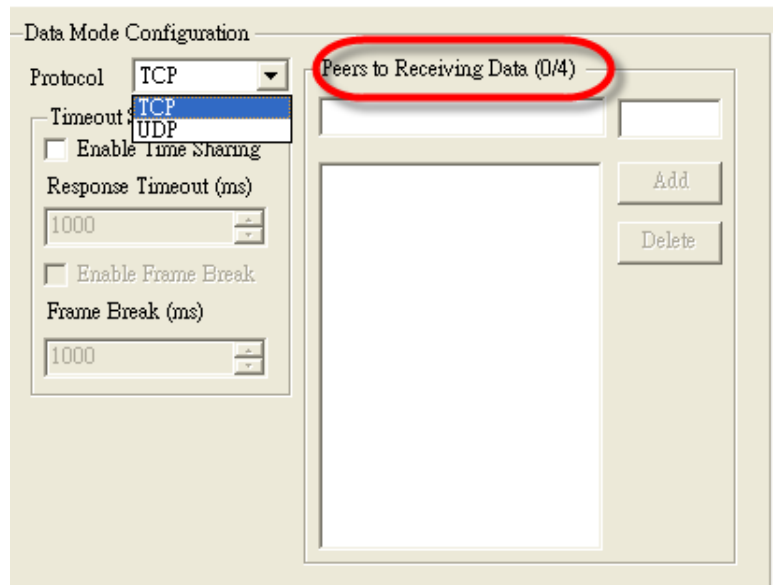 Data Mode Configuration
Protocol
TCP
TCP
UDP
Timeout
Enable Time Sharing
Response Timeout (ms)
1000
Enable Frame Break
Frame Break (ms)
1000
Peers to Receiving Data (0/4)
Add
Delete